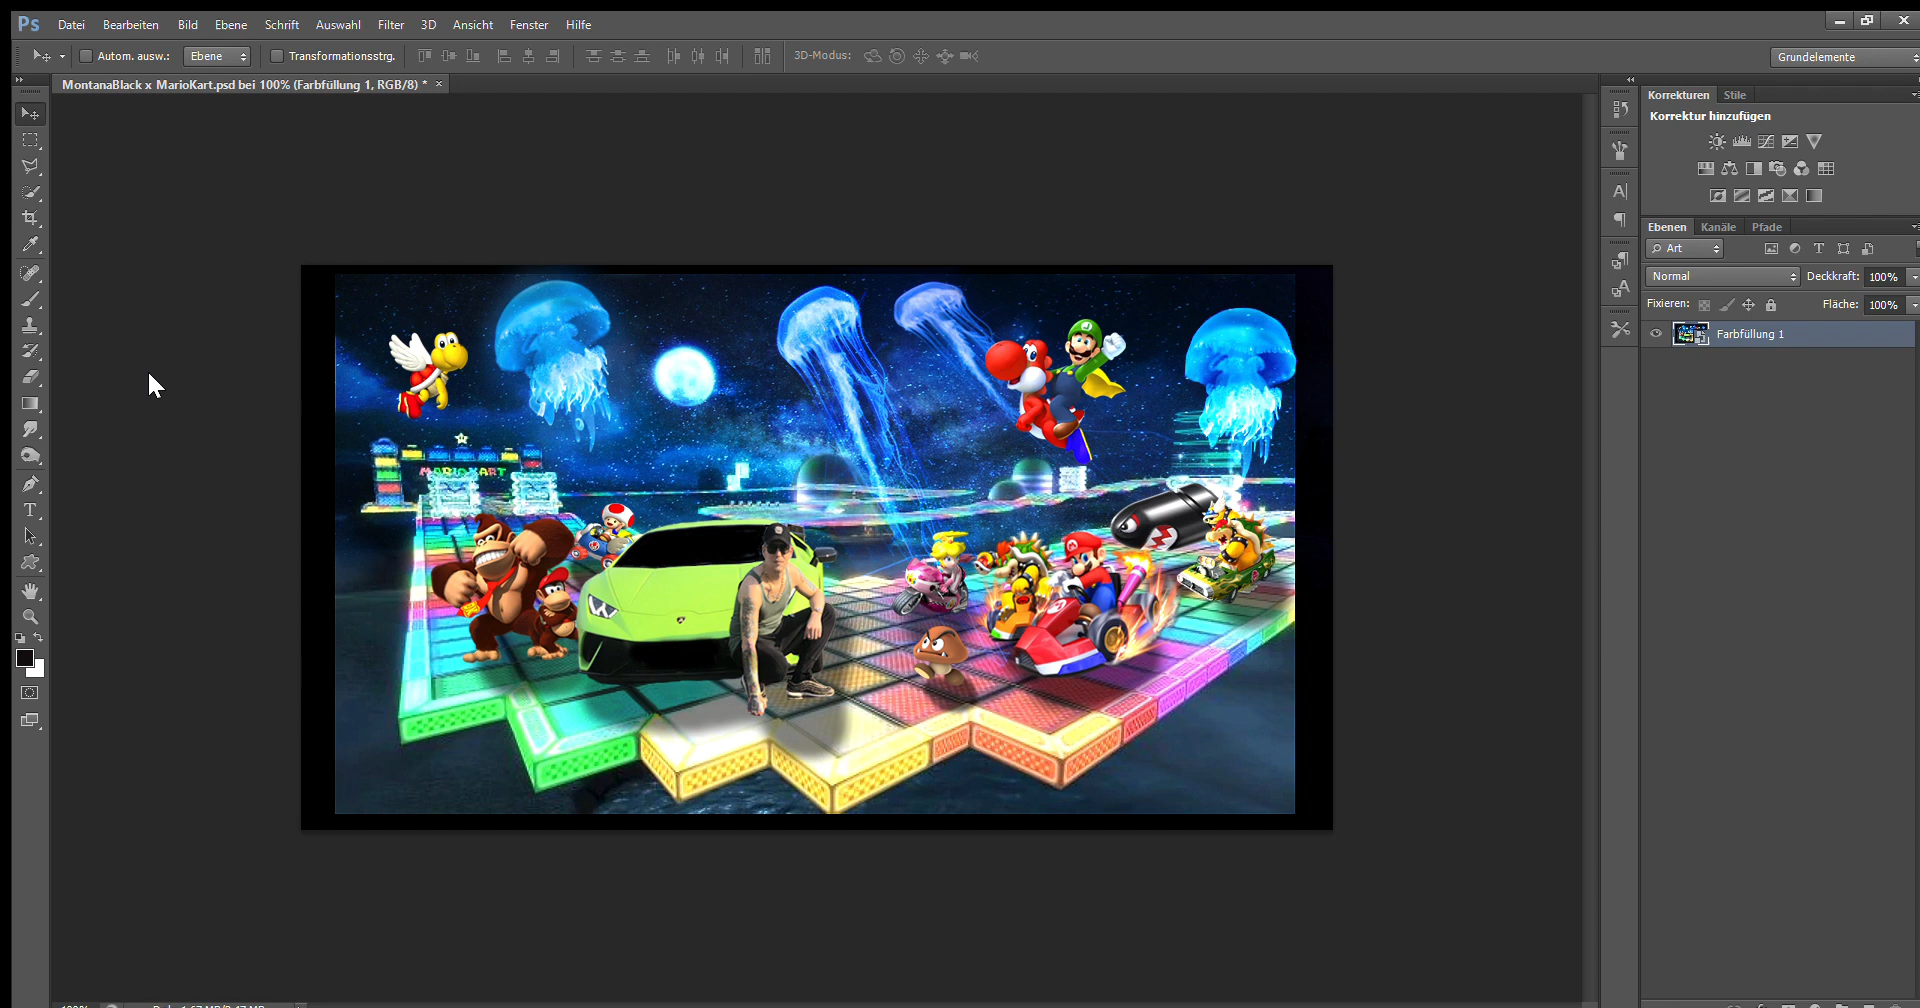 Ps Datei Bearbeiten Bild Ebene Schrift Auswahl Filter 3D Ansicht Fenster Hilfe
Autom. ausw.: Ebene Transformationsstrg. 3D-Modus: Grundelemente
MontanaBlack x MarioKart.psd bei 100% (Farbfüllung 1, RGB/8) * ×
Korrekturen Stile
Korrektur hinzufügen
Ebenen Kanäle Pfade
Art
Normal Deckkraft: 100%
Fixieren: Fläche: 100%
Farbfüllung 1
MARIOKART